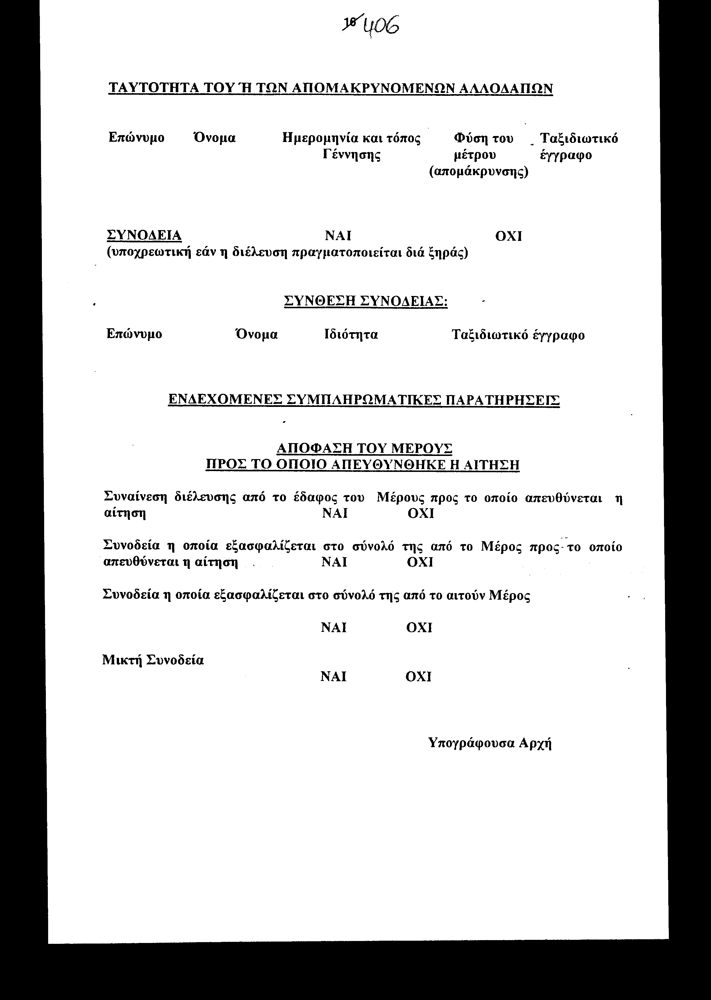 16 406
ΤΑΥΤΟΤΗΤΑ ΤΟΥ Ή ΤΩΝ ΑΠΟΜΑΚΡΥΝΟΜΕΝΩΝ ΑΛΛΟΔΑΠΩΝ
Επώνυμο Όνομα Ημερομηνία και τόπος Φύση του Ταξιδιωτικό
Γέννησης μέτρου έγγραφο
(απομάκρυνσης)
ΣΥΝΟΔΕΙΑ ΝΑΙ ΟΧΙ
(υποχρεωτική εάν η διέλευση πραγματοποιείται διά ξηράς)
ΣΥΝΘΕΣΗ ΣΥΝΟΔΕΙΑΣ:
Επώνυμο Όνομα Ιδιότητα Ταξιδιωτικό έγγραφο
ΕΝΔΕΧΟΜΕΝΕΣ ΣΥΜΠΛΗΡΩΜΑΤΙΚΕΣ ΠΑΡΑΤΗΡΗΣΕΙΣ
ΑΠΟΦΑΣΗ ΤΟΥ ΜΕΡΟΥΣ
ΠΡΟΣ ΤΟ ΟΠΟΙΟ ΑΠΕΥΘΥΝΘΗΚΕ Η ΑΙΤΗΣΗ
Συναίνεση διέλευσης από το έδαφος του Μέρους προς το οποίο απευθύνεται η
αίτηση ΝΑΙ ΟΧΙ
Συνοδεία η οποία εξασφαλίζεται στο σύνολό της από το Μέρος προς το οποίο
απευθύνεται η αίτηση ΝΑΙ ΟΧΙ
Συνοδεία η οποία εξασφαλίζεται στο σύνολό της από το αιτούν Μέρος
ΝΑΙ ΟΧΙ
Μικτή Συνοδεία
ΝΑΙ ΟΧΙ
Υπογράφουσα Αρχή